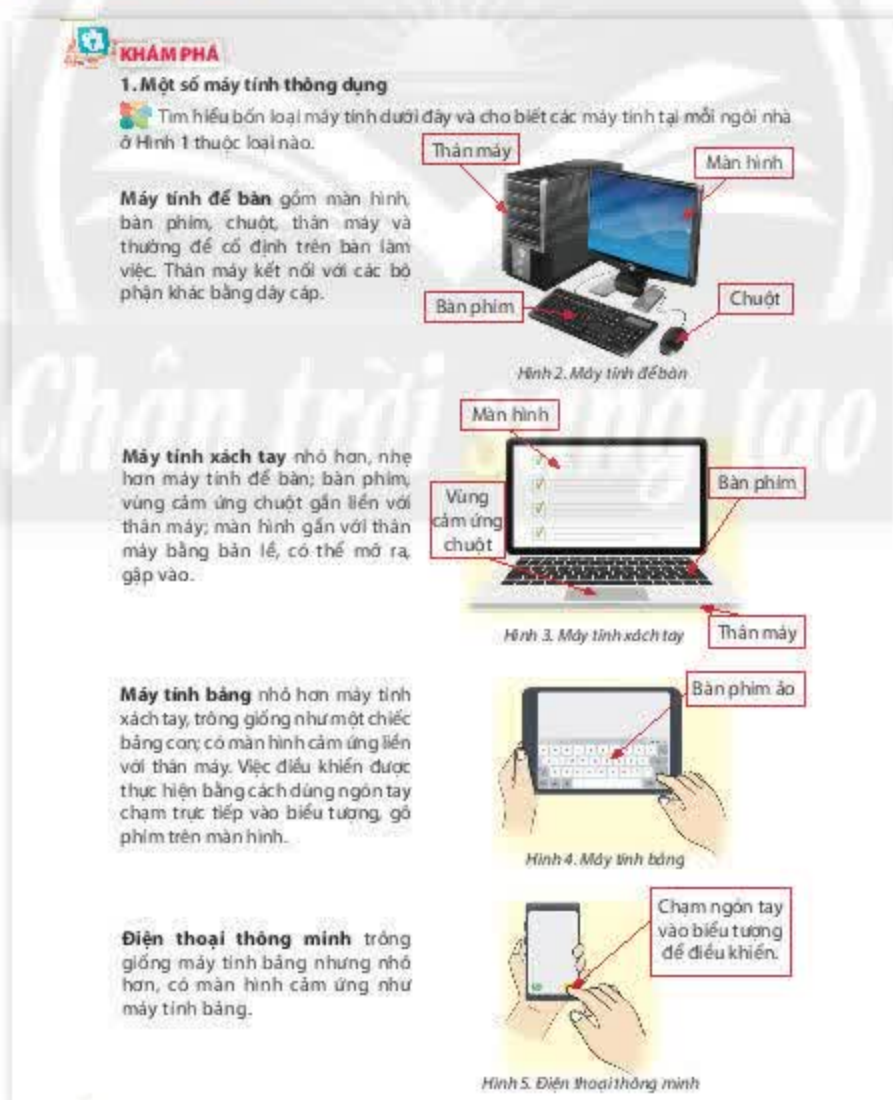 KHÁM PHÁ
1. Một số máy tính thông dụng
Tìm hiểu bốn loại máy tính dưới đây và cho biết các máy tính tại mỗi ngôi nhà
ở Hình 1 thuộc loại nào.
Thân máy
Màn hình
Máy tính để bàn gồm màn hình,
bàn phím, chuột, thân máy và
thường để cố định trên bàn làm
việc. Thân máy kết nối với các bộ
phận khác bằng dây cáp.
Bàn phím
Chuột
Hình 2. Máy tính để bàn
Chân trời sáng tạo
Màn hình
Máy tính xách tay nhỏ hơn, nhẹ
hơn máy tính để bàn; bàn phím,
vùng cảm ứng chuột gắn liền với
thân máy; màn hình gắn với thân
máy bằng bản lề, có thể mở ra,
gập vào.
Vùng
cảm ứng
chuột
Bàn phím
Hình 3. Máy tính xách tay
Thân máy
Máy tính bảng nhỏ hơn máy tính
xách tay, trông giống như một chiếc
bảng con; có màn hình cảm ứng liền
với thân máy. Việc điều khiển được
thực hiện bằng cách dùng ngón tay
chạm trực tiếp vào biểu tượng, gõ
phím trên màn hình.
Bàn phím ảo
Hình 4. Máy tính bảng
Điện thoại thông minh trông
giống máy tính bảng nhưng nhỏ
hơn, có màn hình cảm ứng như
máy tính bảng.
Chạm ngón tay
vào biểu tượng
để điều khiển.
Hình 5. Điện thoại thông minh